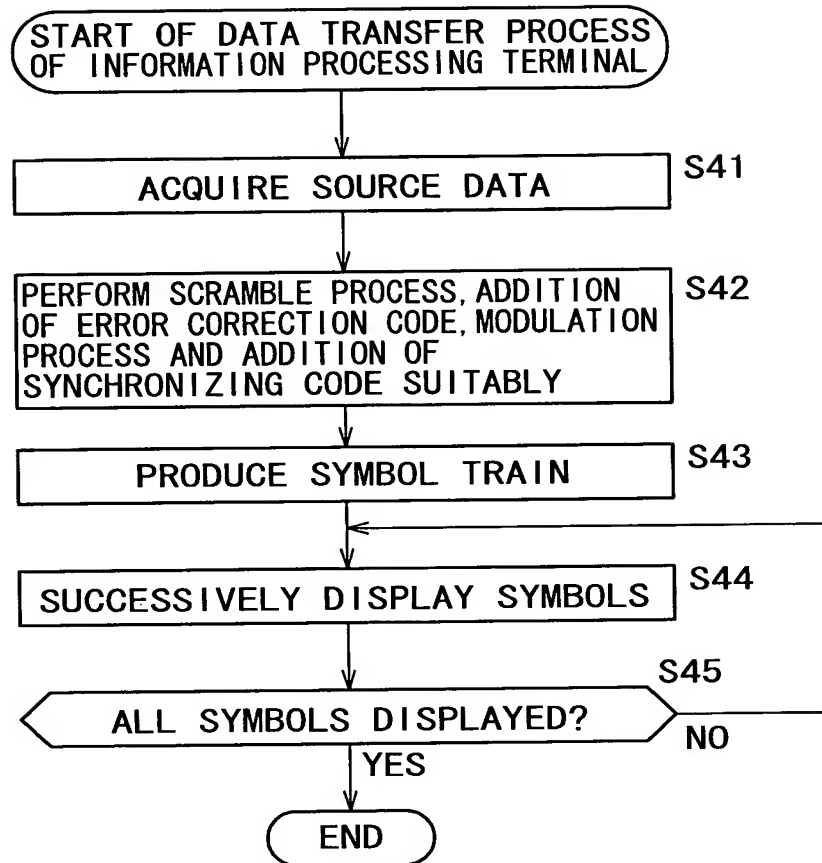 START OF DATA TRANSFER PROCESS
OF INFORMATION PROCESSING TERMINAL
ACQUIRE SOURCE DATA
S41
PERFORM SCRAMBLE PROCESS, ADDITION
OF ERROR CORRECTION CODE, MODULATION
PROCESS AND ADDITION OF
SYNCHRONIZING CODE SUITABLY
S42
PRODUCE SYMBOL TRAIN
S43
SUCCESSIVELY DISPLAY SYMBOLS
S44
S45
ALL SYMBOLS DISPLAYED?
NO
YES
END